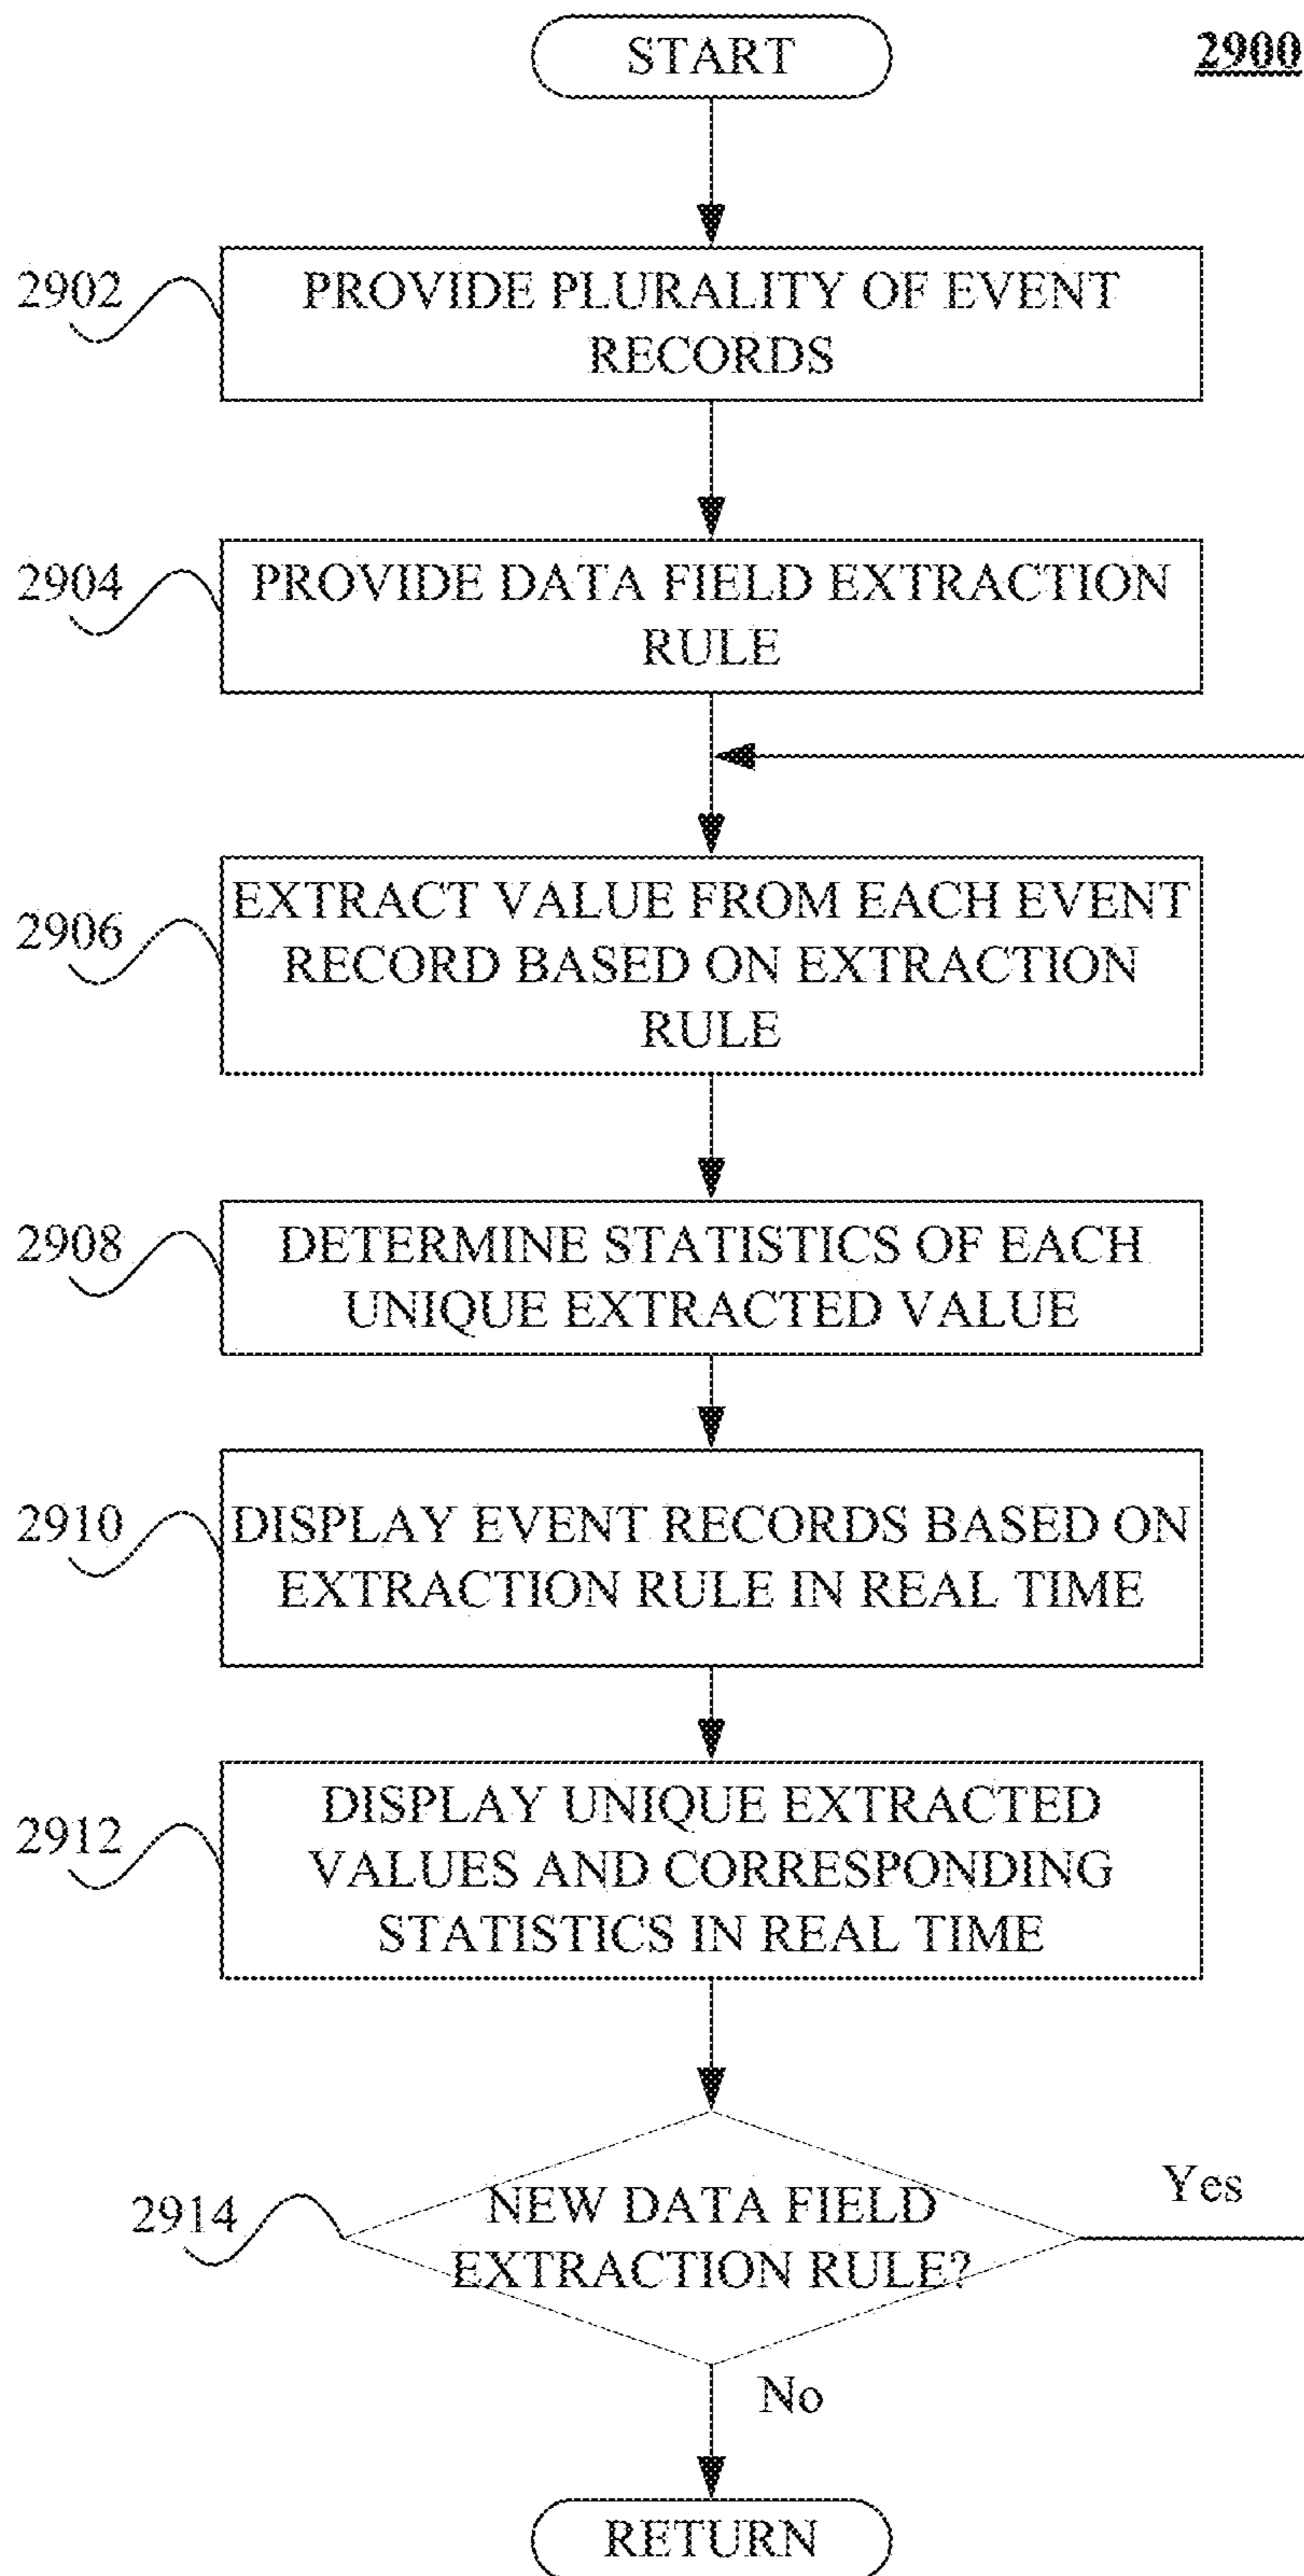 START
2900
2902
PROVIDE PLURALITY OF EVENT
RECORDS
2904
PROVIDE DATA FIELD EXTRACTION
RULE
2906
EXTRACT VALUE FROM EACH EVENT
RECORD BASED ON EXTRACTION
RULE
2908
DETERMINE STATISTICS OF EACH
UNIQUE EXTRACTED VALUE
2910
DISPLAY EVENT RECORDS BASED ON
EXTRACTION RULE IN REAL TIME
2912
DISPLAY UNIQUE EXTRACTED
VALUES AND CORRESPONDING
STATISTICS IN REAL TIME
2914
NEW DATA FIELD
EXTRACTION RULE?
Yes
No
RETURN